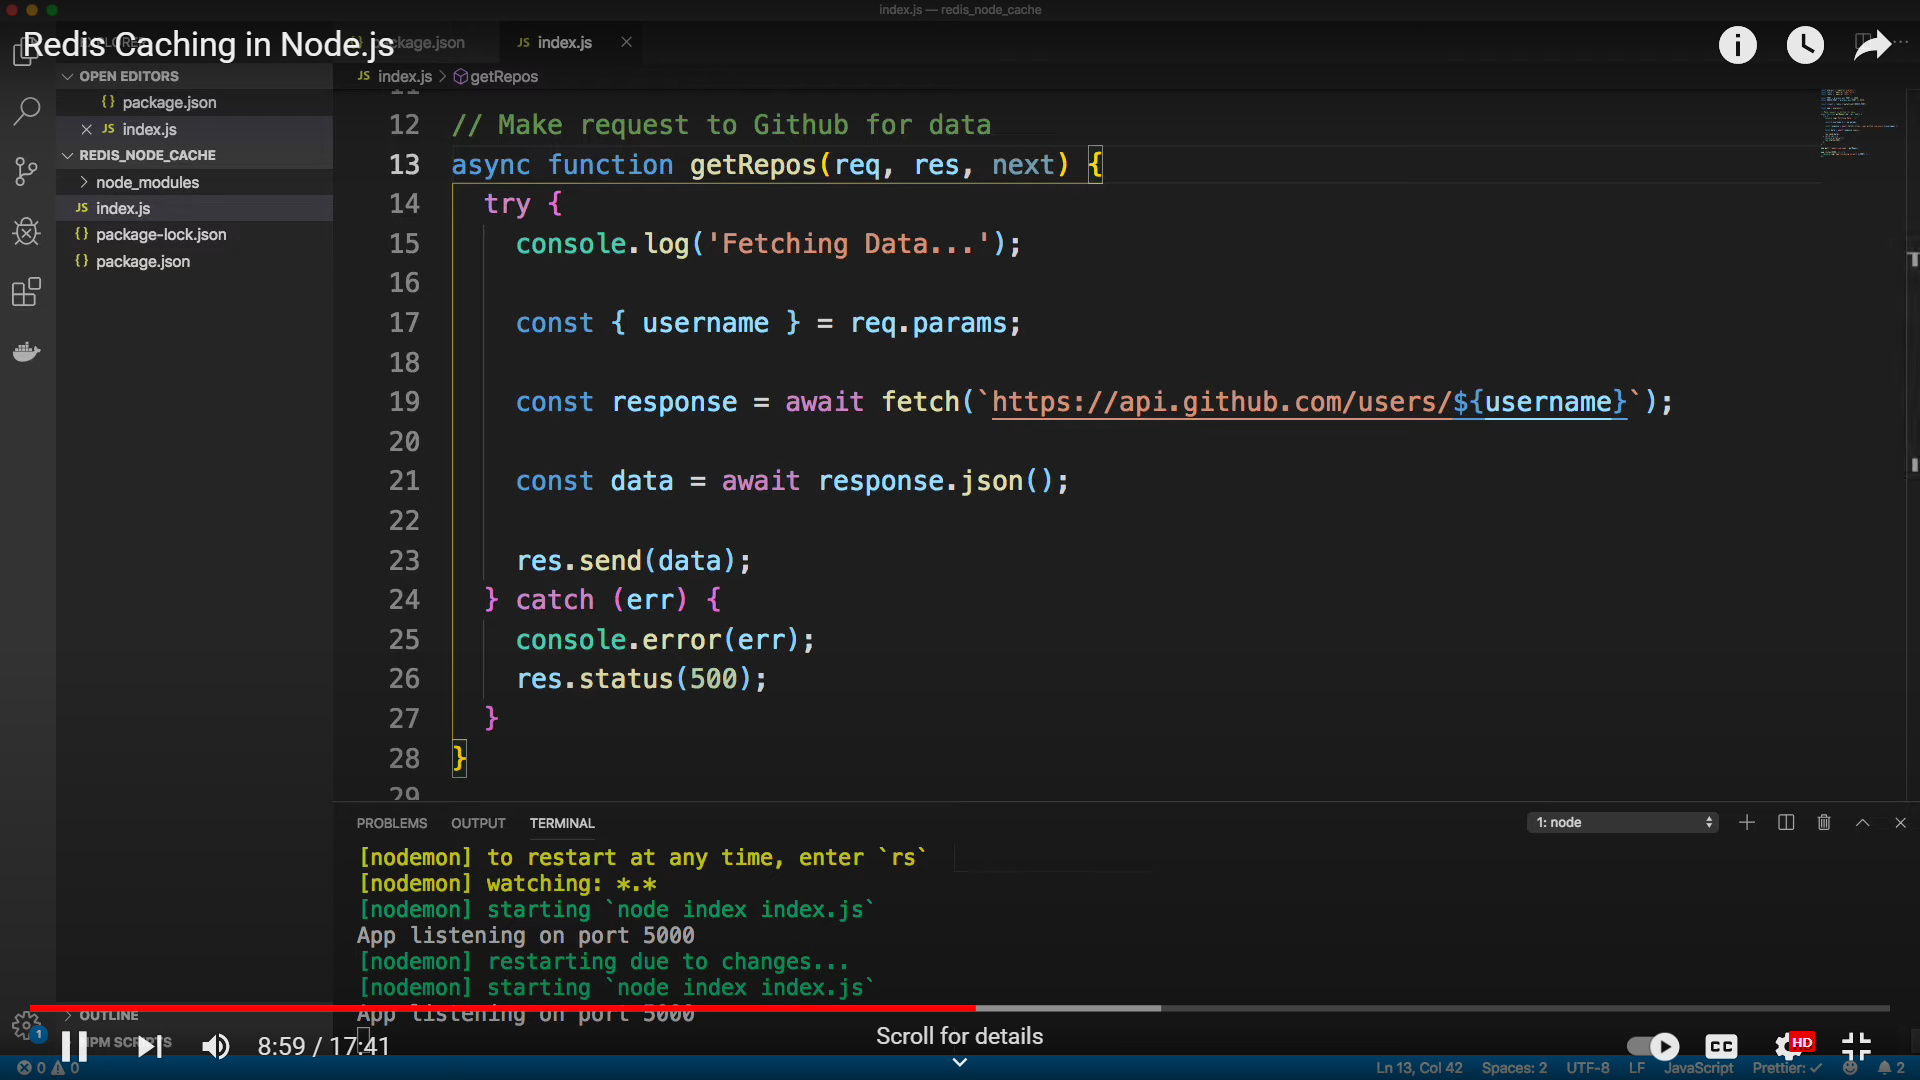 index.js — redis_node_cache
Redis Caching in Node.js
package.json
JS index.js
JS index.js > getRepos
OPEN EDITORS
{} package.json
JS index.js
REDIS_NODE_CACHE
node_modules
JS index.js
{} package-lock.json
{} package.json
OUTLINE
NPM SCRIPTS
11
12 // Make request to Github for data
13 async function getRepos(req, res, next) {
14 try {
15 console.log('Fetching Data...');
16
17 const { username } = req.params;
18
19 const response = await fetch(`https://api.github.com/users/${username}`);
20
21 const data = await response.json();
22
23 res.send(data);
24 } catch (err) {
25 console.error(err);
26 res.status(500);
27 }
28 }
29
PROBLEMS OUTPUT TERMINAL
1: node
[nodemon] to restart at any time, enter `rs`
[nodemon] watching: *.*
[nodemon] starting `node index index.js`
App listening on port 5000
[nodemon] restarting due to changes...
[nodemon] starting `node index index.js`
App listening on port 5000
1
8:59 / 17:41
Scroll for details
CC
HD
0 0
Ln 13, Col 42 Spaces: 2 UTF-8 LF JavaScript Prettier: ✓ 2